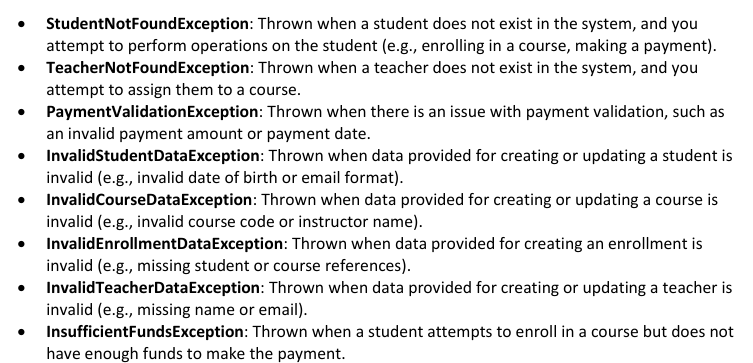 • StudentNotFoundException: Thrown when a student does not exist in the system, and you
attempt to perform operations on the student (e.g., enrolling in a course, making a payment).
• TeacherNotFoundException: Thrown when a teacher does not exist in the system, and you
attempt to assign them to a course.
• PaymentValidationException: Thrown when there is an issue with payment validation, such as
an invalid payment amount or payment date.
• InvalidStudentDataException: Thrown when data provided for creating or updating a student is
invalid (e.g., invalid date of birth or email format).
• InvalidCourseDataException: Thrown when data provided for creating or updating a course is
invalid (e.g., invalid course code or instructor name).
• InvalidEnrollmentDataException: Thrown when data provided for creating an enrollment is
invalid (e.g., missing student or course references).
• InvalidTeacherDataException: Thrown when data provided for creating or updating a teacher is
invalid (e.g., missing name or email).
• InsufficientFundsException: Thrown when a student attempts to enroll in a course but does not
have enough funds to make the payment.